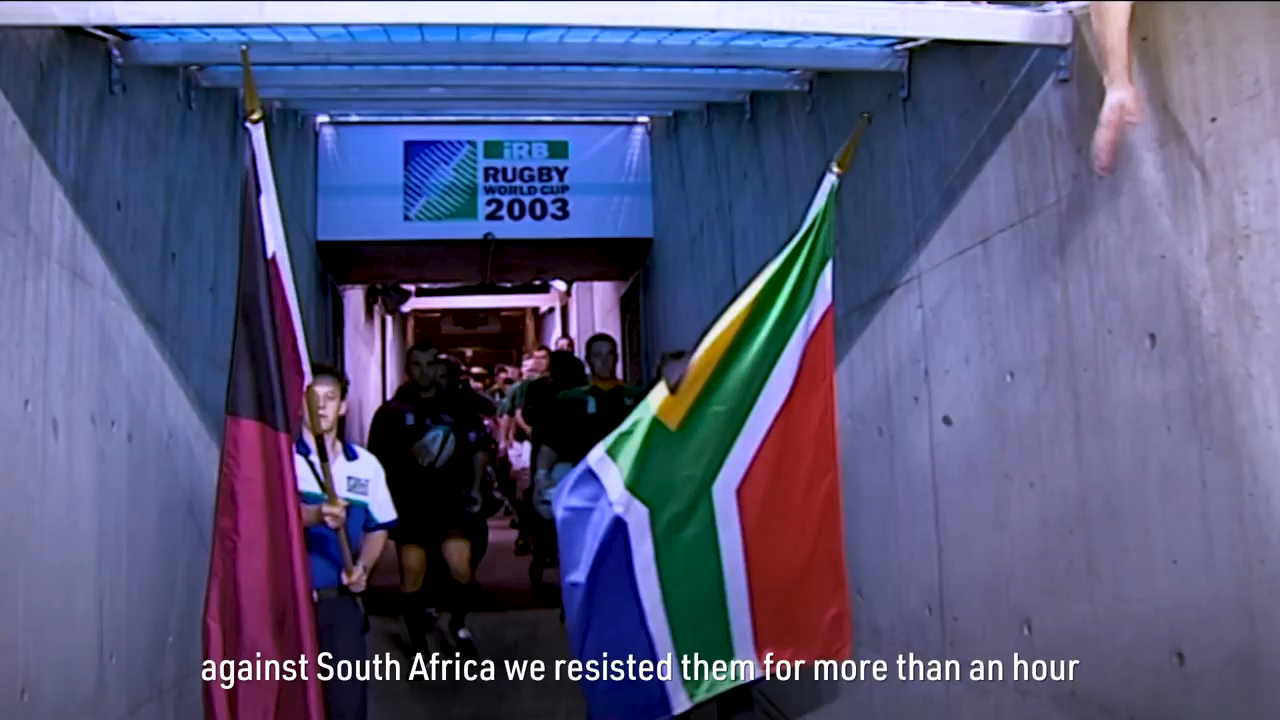 iRB
RUGBY
WORLD CUP
2003
against South Africa we resisted them for more than an hour